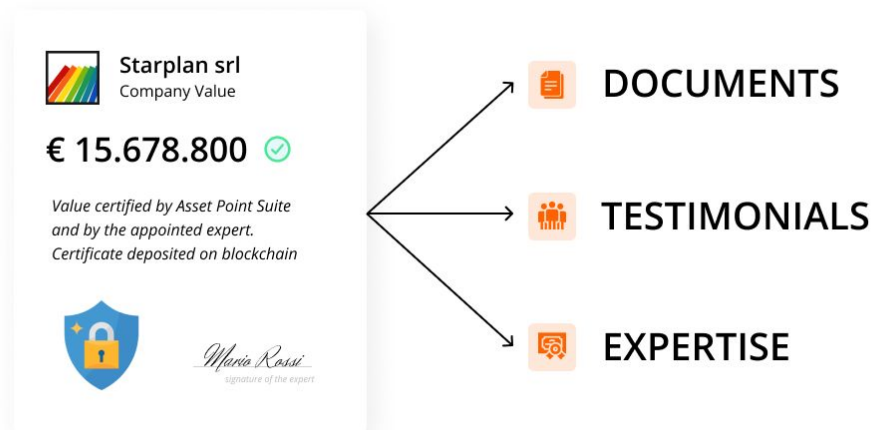 Starplan srl
Company Value
€ 15.678.800
Value certified by Asset Point Suite
and by the appointed expert.
Certificate deposited on blockchain
Mario Rossi
signature of the expert
DOCUMENTS
TESTIMONIALS
EXPERTISE